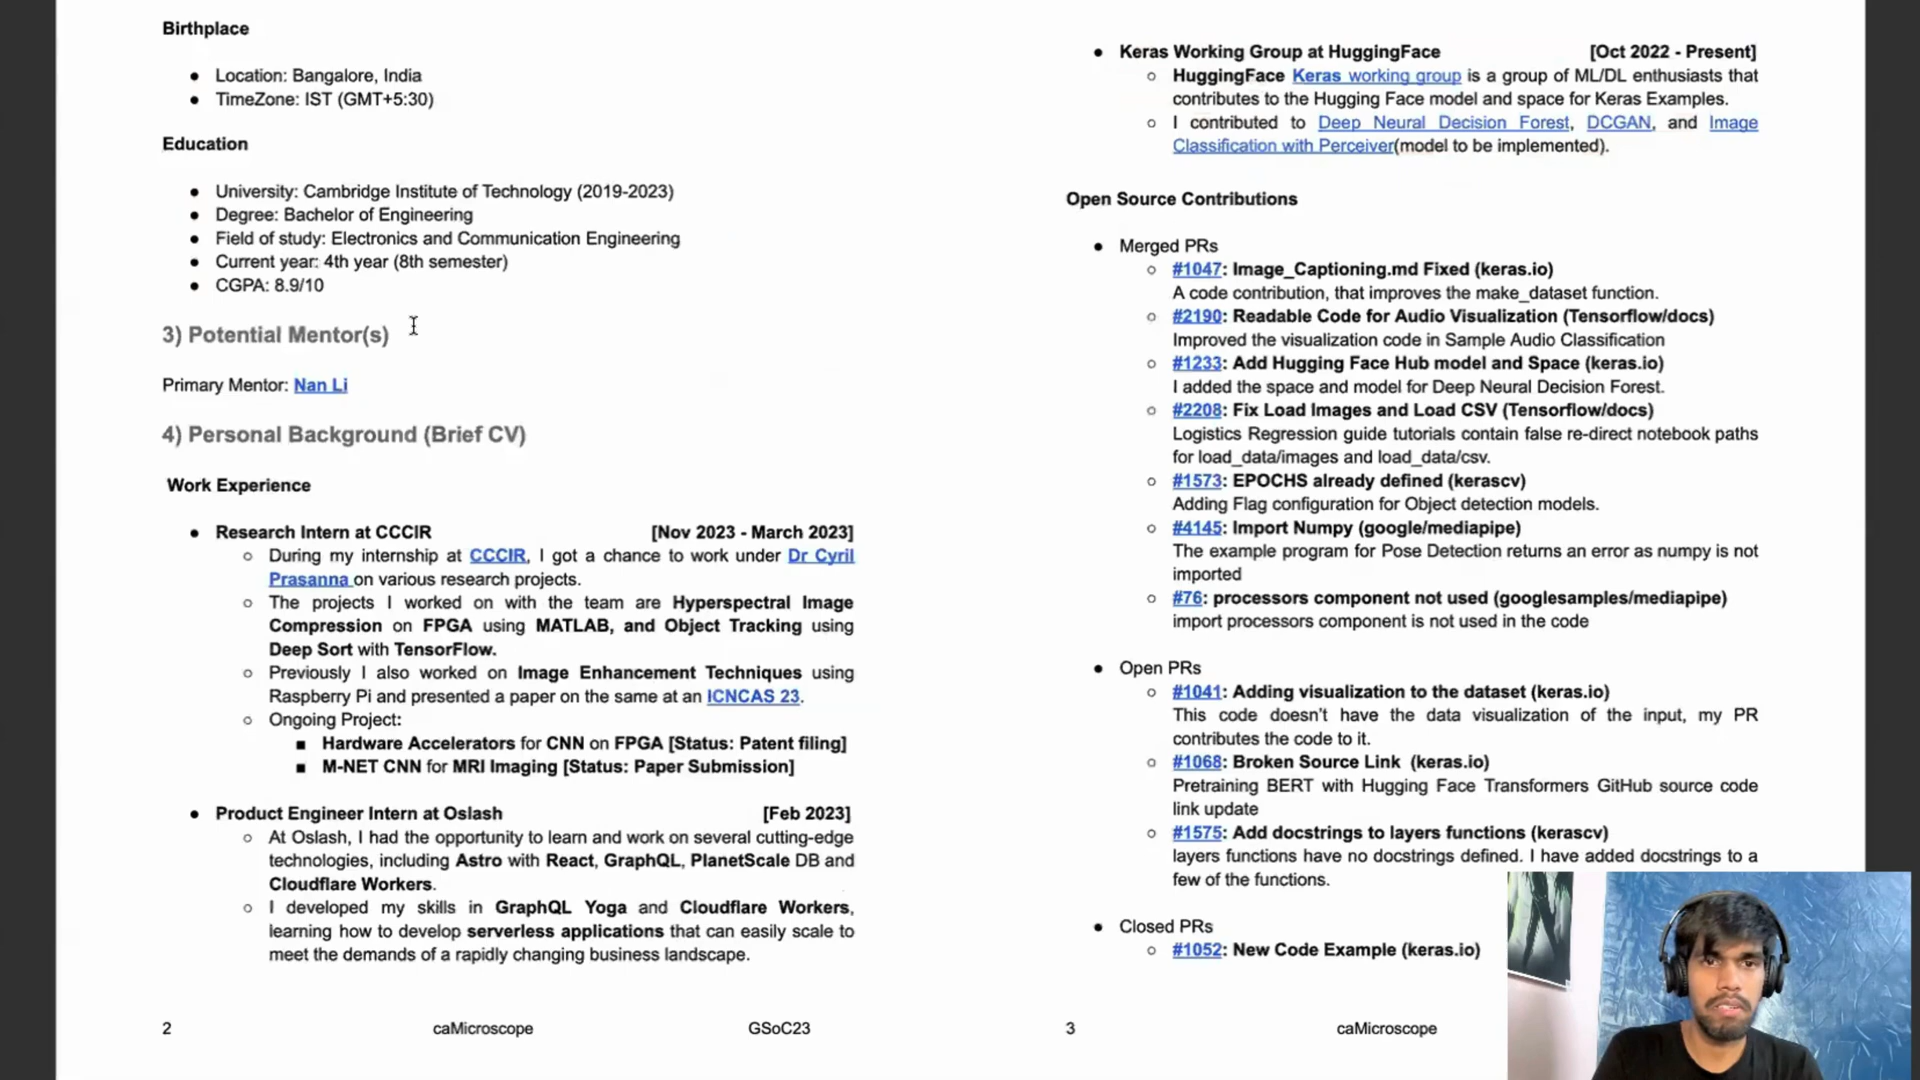 Birthplace
● Location: Bangalore, India
● TimeZone: IST (GMT+5:30)
Education
● University: Cambridge Institute of Technology (2019-2023)
● Degree: Bachelor of Engineering
● Field of study: Electronics and Communication Engineering
● Current year: 4th year (8th semester)
● CGPA: 8.9/10
3) Potential Mentor(s)
Primary Mentor: Nan Li
4) Personal Background (Brief CV)
Work Experience
● Research Intern at CCCIR [Nov 2023 - March 2023]
○ During my internship at CCCIR, I got a chance to work under Dr Cyril
Prasanna on various research projects.
○ The projects I worked on with the team are Hyperspectral Image
Compression on FPGA using MATLAB, and Object Tracking using
Deep Sort with TensorFlow.
○ Previously I also worked on Image Enhancement Techniques using
Raspberry Pi and presented a paper on the same at an ICNCAS 23.
○ Ongoing Project:
■ Hardware Accelerators for CNN on FPGA [Status: Patent filing]
■ M-NET CNN for MRI Imaging [Status: Paper Submission]
● Product Engineer Intern at Oslash [Feb 2023]
○ At Oslash, I had the opportunity to learn and work on several cutting-edge
technologies, including Astro with React, GraphQL, PlanetScale DB and
Cloudflare Workers.
○ I developed my skills in GraphQL Yoga and Cloudflare Workers,
learning how to develop serverless applications that can easily scale to
meet the demands of a rapidly changing business landscape.
2 caMicroscope GSoC23
● Keras Working Group at HuggingFace [Oct 2022 - Present]
○ HuggingFace Keras working group is a group of ML/DL enthusiasts that
contributes to the Hugging Face model and space for Keras Examples.
○ I contributed to Deep Neural Decision Forest, DCGAN, and Image
Classification with Perceiver(model to be implemented).
Open Source Contributions
● Merged PRs
○ #1047: Image_Captioning.md Fixed (keras.io)
A code contribution, that improves the make_dataset function.
○ #2190: Readable Code for Audio Visualization (Tensorflow/docs)
Improved the visualization code in Sample Audio Classification
○ #1233: Add Hugging Face Hub model and Space (keras.io)
I added the space and model for Deep Neural Decision Forest.
○ #2208: Fix Load Images and Load CSV (Tensorflow/docs)
Logistics Regression guide tutorials contain false re-direct notebook paths
for load_data/images and load_data/csv.
○ #1573: EPOCHS already defined (kerascv)
Adding Flag configuration for Object detection models.
○ #4145: Import Numpy (google/mediapipe)
The example program for Pose Detection returns an error as numpy is not
imported
○ #76: processors component not used (googlesamples/mediapipe)
import processors component is not used in the code
● Open PRs
○ #1041: Adding visualization to the dataset (keras.io)
This code doesn't have the data visualization of the input, my PR
contributes the code to it.
○ #1068: Broken Source Link (keras.io)
Pretraining BERT with Hugging Face Transformers GitHub source code
link update
○ #1575: Add docstrings to layers functions (kerascv)
layers functions have no docstrings defined. I have added docstrings to a
few of the functions.
● Closed PRs
○ #1052: New Code Example (keras.io)
3 caMicroscope